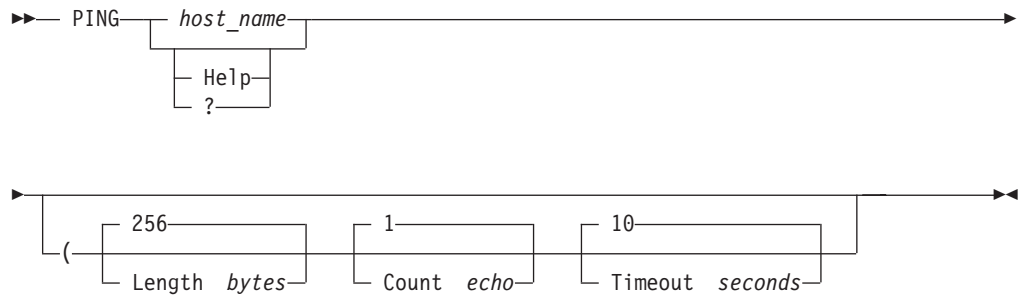 PING host_name
Help
?
256 1 10
(
Length bytes Count echo Timeout seconds